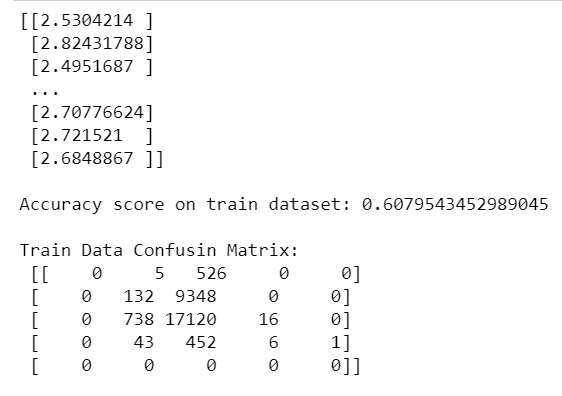 [[2.5304214 ]
[2.82431788]
[2.4951687 ]
...
[2.70776624]
[2.721521  ]
[2.6848867 ]]
Accuracy score on train dataset: 0.6079543452989045
Train Data Confusin Matrix:
[[    0     5   526     0     0]
[    0   132  9348     0     0]
[    0   738 17120    16     0]
[    0    43   452     6     1]
[    0     0     0     0     0]]